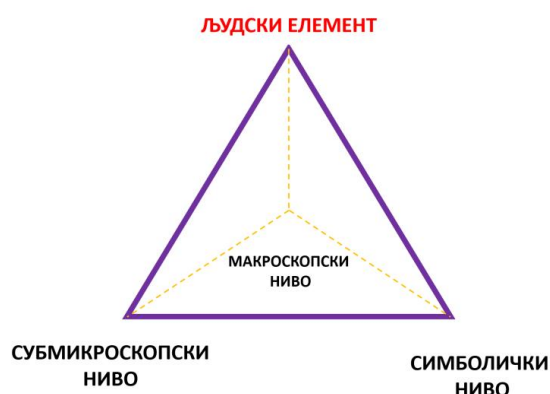 ЉУДСКИ ЕЛЕМЕНТ
МАКРОСКОПСКИ
НИВО
СУБМИКРОСКОПСКИ
НИВО
СИМБОЛИЧКИ
НИВО